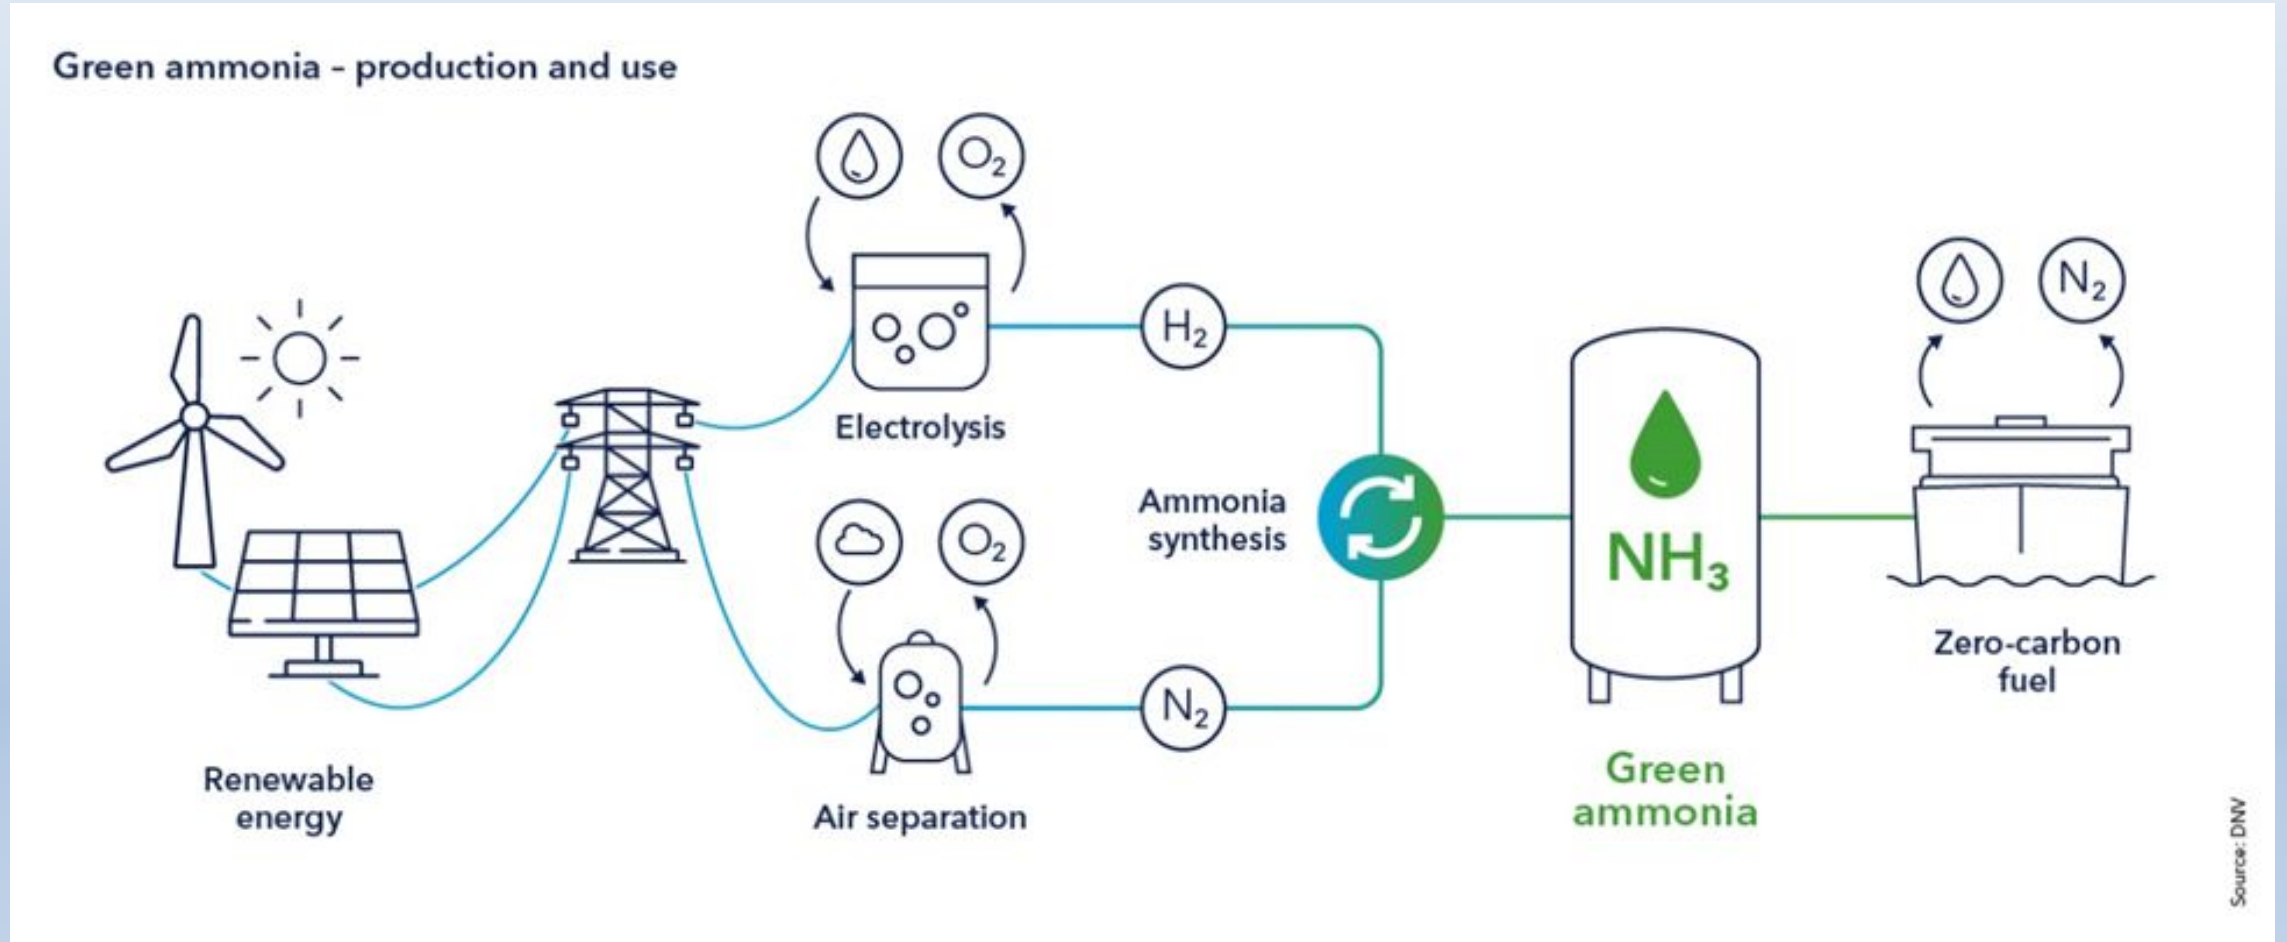 Green ammonia – production and use
O₂
Electrolysis
H₂
O₂
Air separation
N₂
Renewable
energy
Ammonia
synthesis
NH₃
Green
ammonia
N₂
Zero-carbon
fuel
Source: DNV